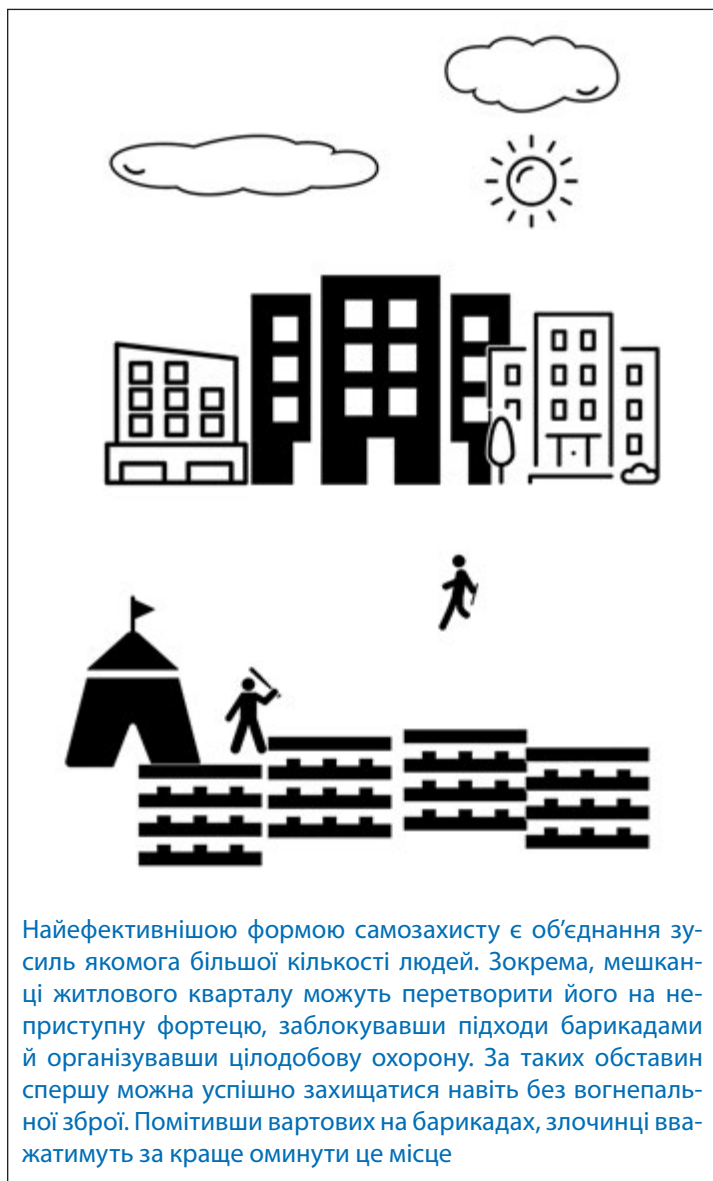 Найефективнішою формою самозахисту є об’єднання зу-
силь якомога більшої кількості людей. Зокрема, мешкан-
ці житлового кварталу можуть перетворити його на не-
приступну фортецю, заблокувавши підходи барикадами
й організувавши цілодобову охорону. За таких обставин
спершу можна успішно захищатися навіть без вогнепаль-
ної зброї. Помітивши вартових на барикадах, злочинці вва-
жатимуть за краще оминути це місце